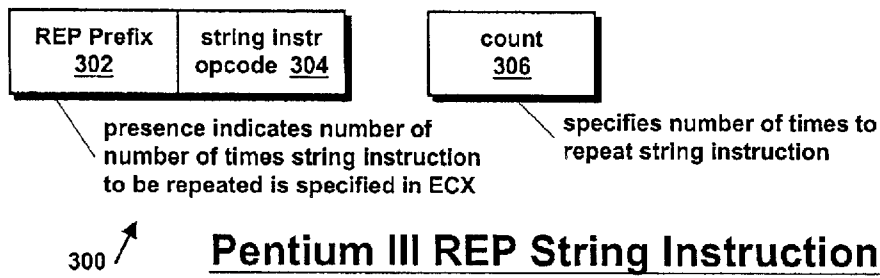 REP Prefix
302
string instr
opcode 304
count
306
presence indicates number of
number of times string instruction
to be repeated is specified in ECX
specifies number of times to
repeat string instruction
300
Pentium III REP String Instruction